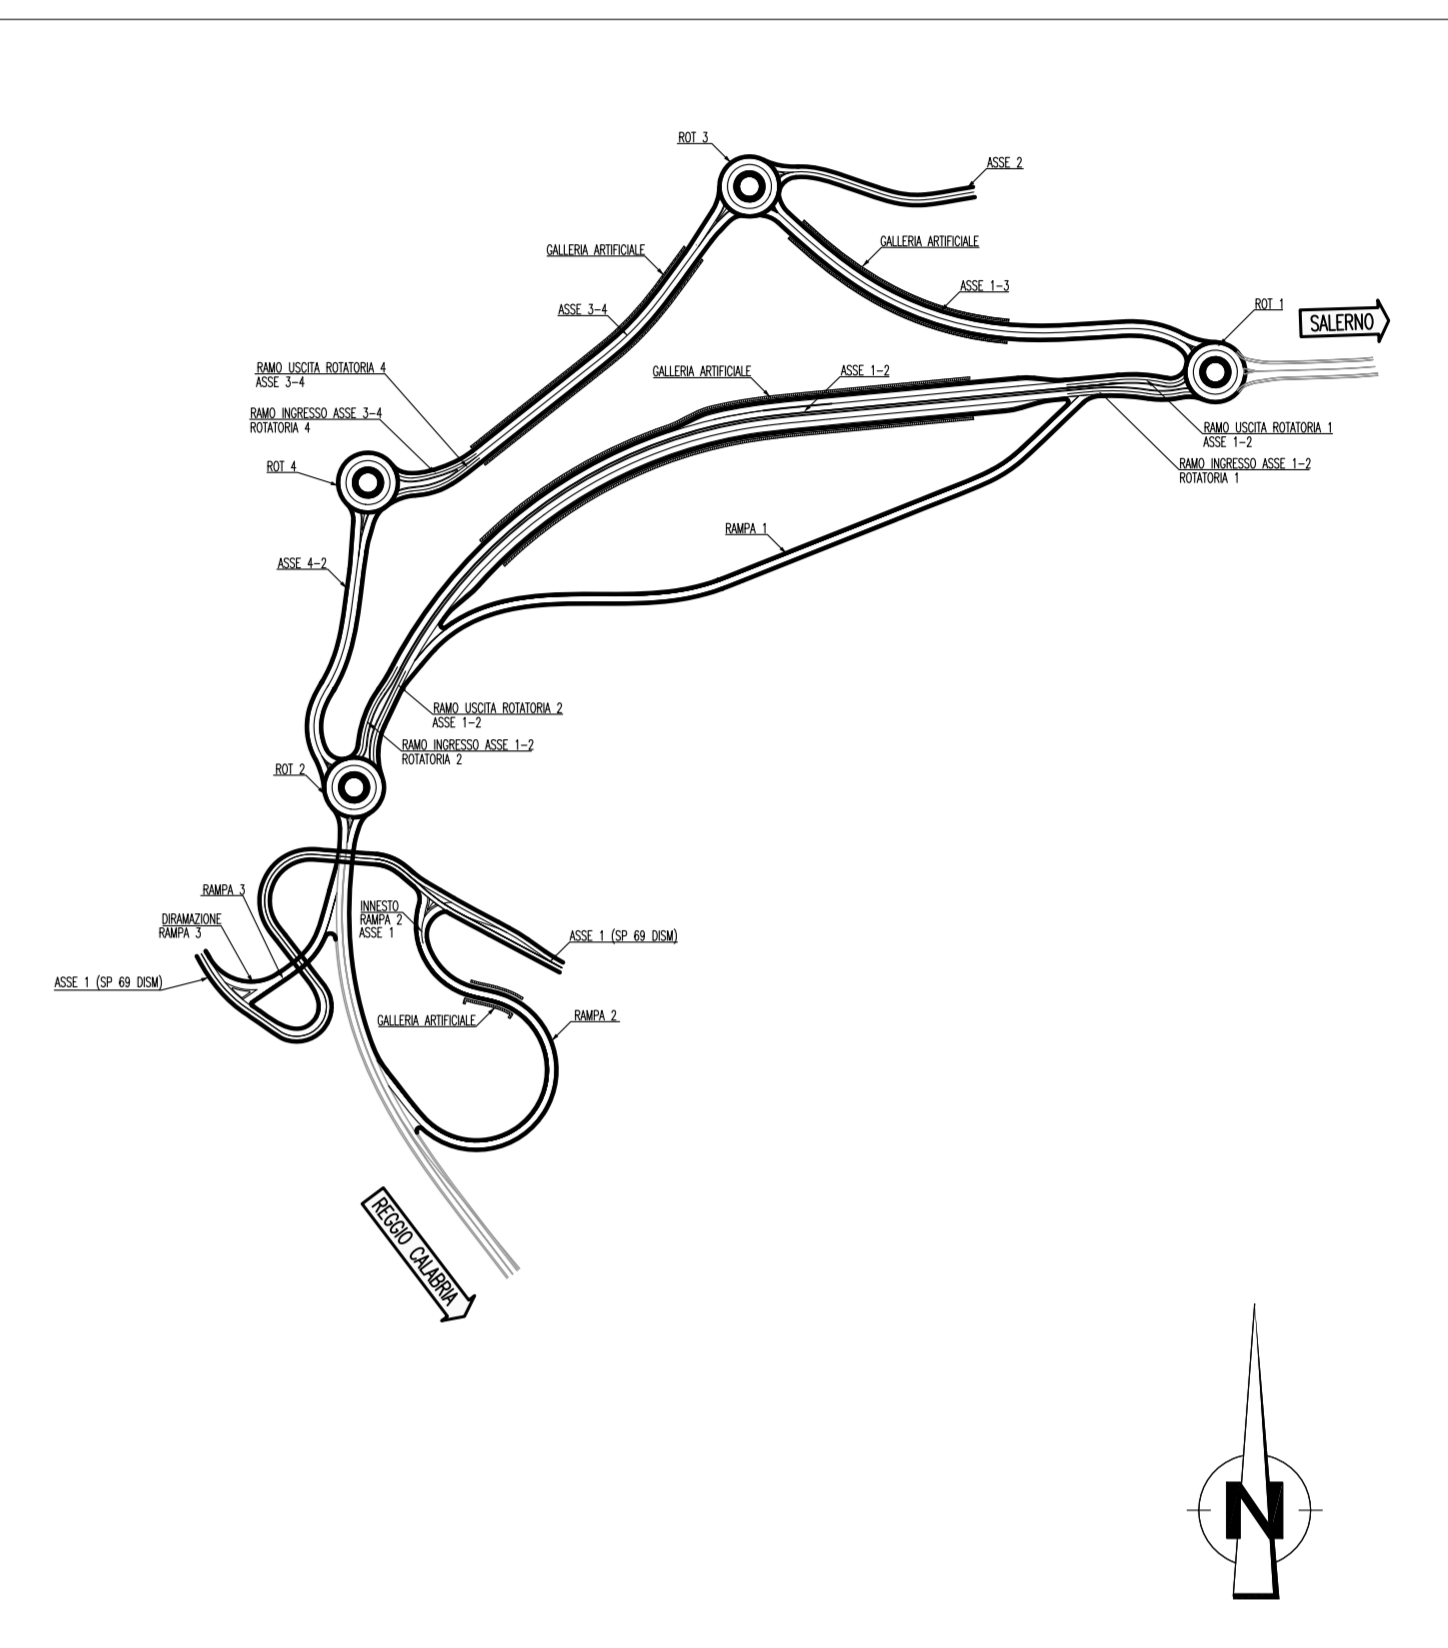 ROT 3
ASSE 2
GALLERIA ARTIFICIALE
GALLERIA ARTIFICIALE
ASSE 1-3
ASSE 3-4
ROT 1
SALERNO
RAMO USCITA ROTATORIA 4
ASSE 3-4
GALLERIA ARTIFICIALE
ASSE 1-2
RAMO INGRESSO ASSE 3-4
ROTATORIA 4
RAMO USCITA ROTATORIA 1
ASSE 1-2
ROT 4
RAMO INGRESSO ASSE 1-2
ROTATORIA 1
RAMPA 1
ASSE 4-2
RAMO USCITA ROTATORIA 2
ASSE 1-2
RAMO INGRESSO ASSE 1-2
ROTATORIA 2
ROT 2
RAMPA 3
DIRAMAZIONE
RAMPA 3
INNESTO
RAMPA 2
ASSE 1
ASSE 1 (SP 69 DISM)
ASSE 1 (SP 69 DISM)
GALLERIA ARTIFICIALE
RAMPA 2
REGGIO CALABRIA
N